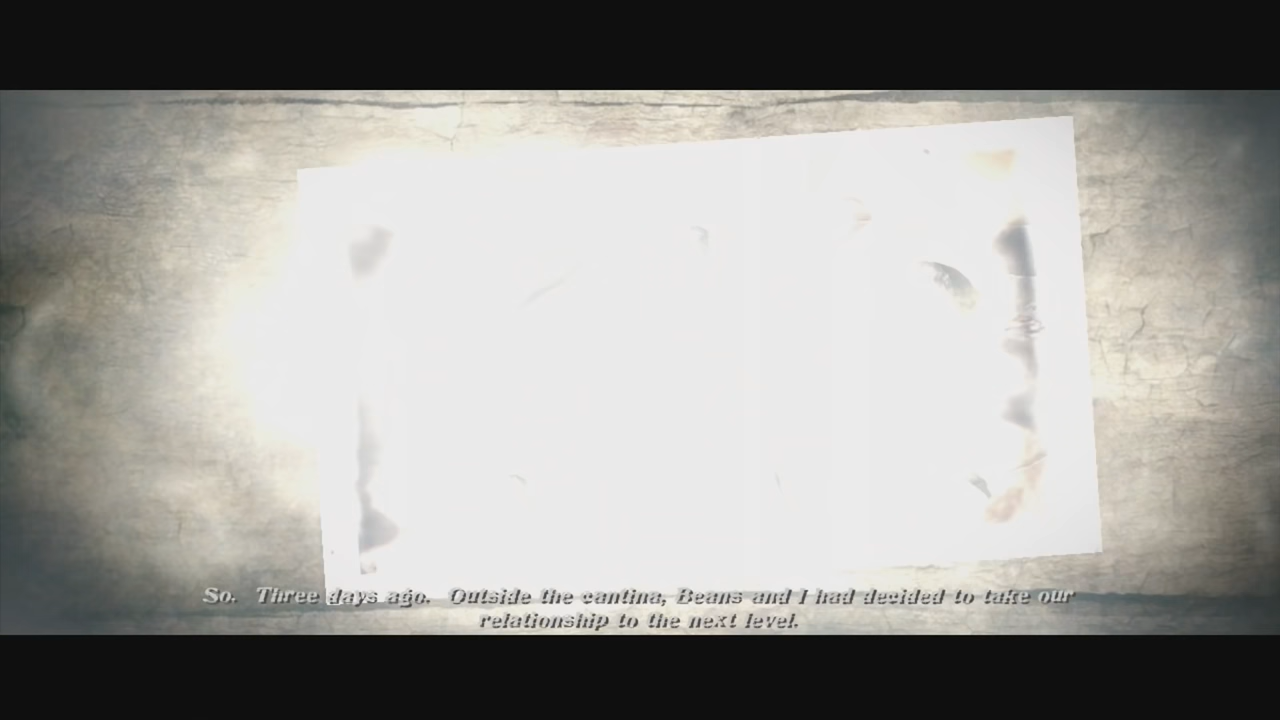 So.  Three days ago.  Outside the cantina, Beans and I had decided to take our
relationship to the next level.